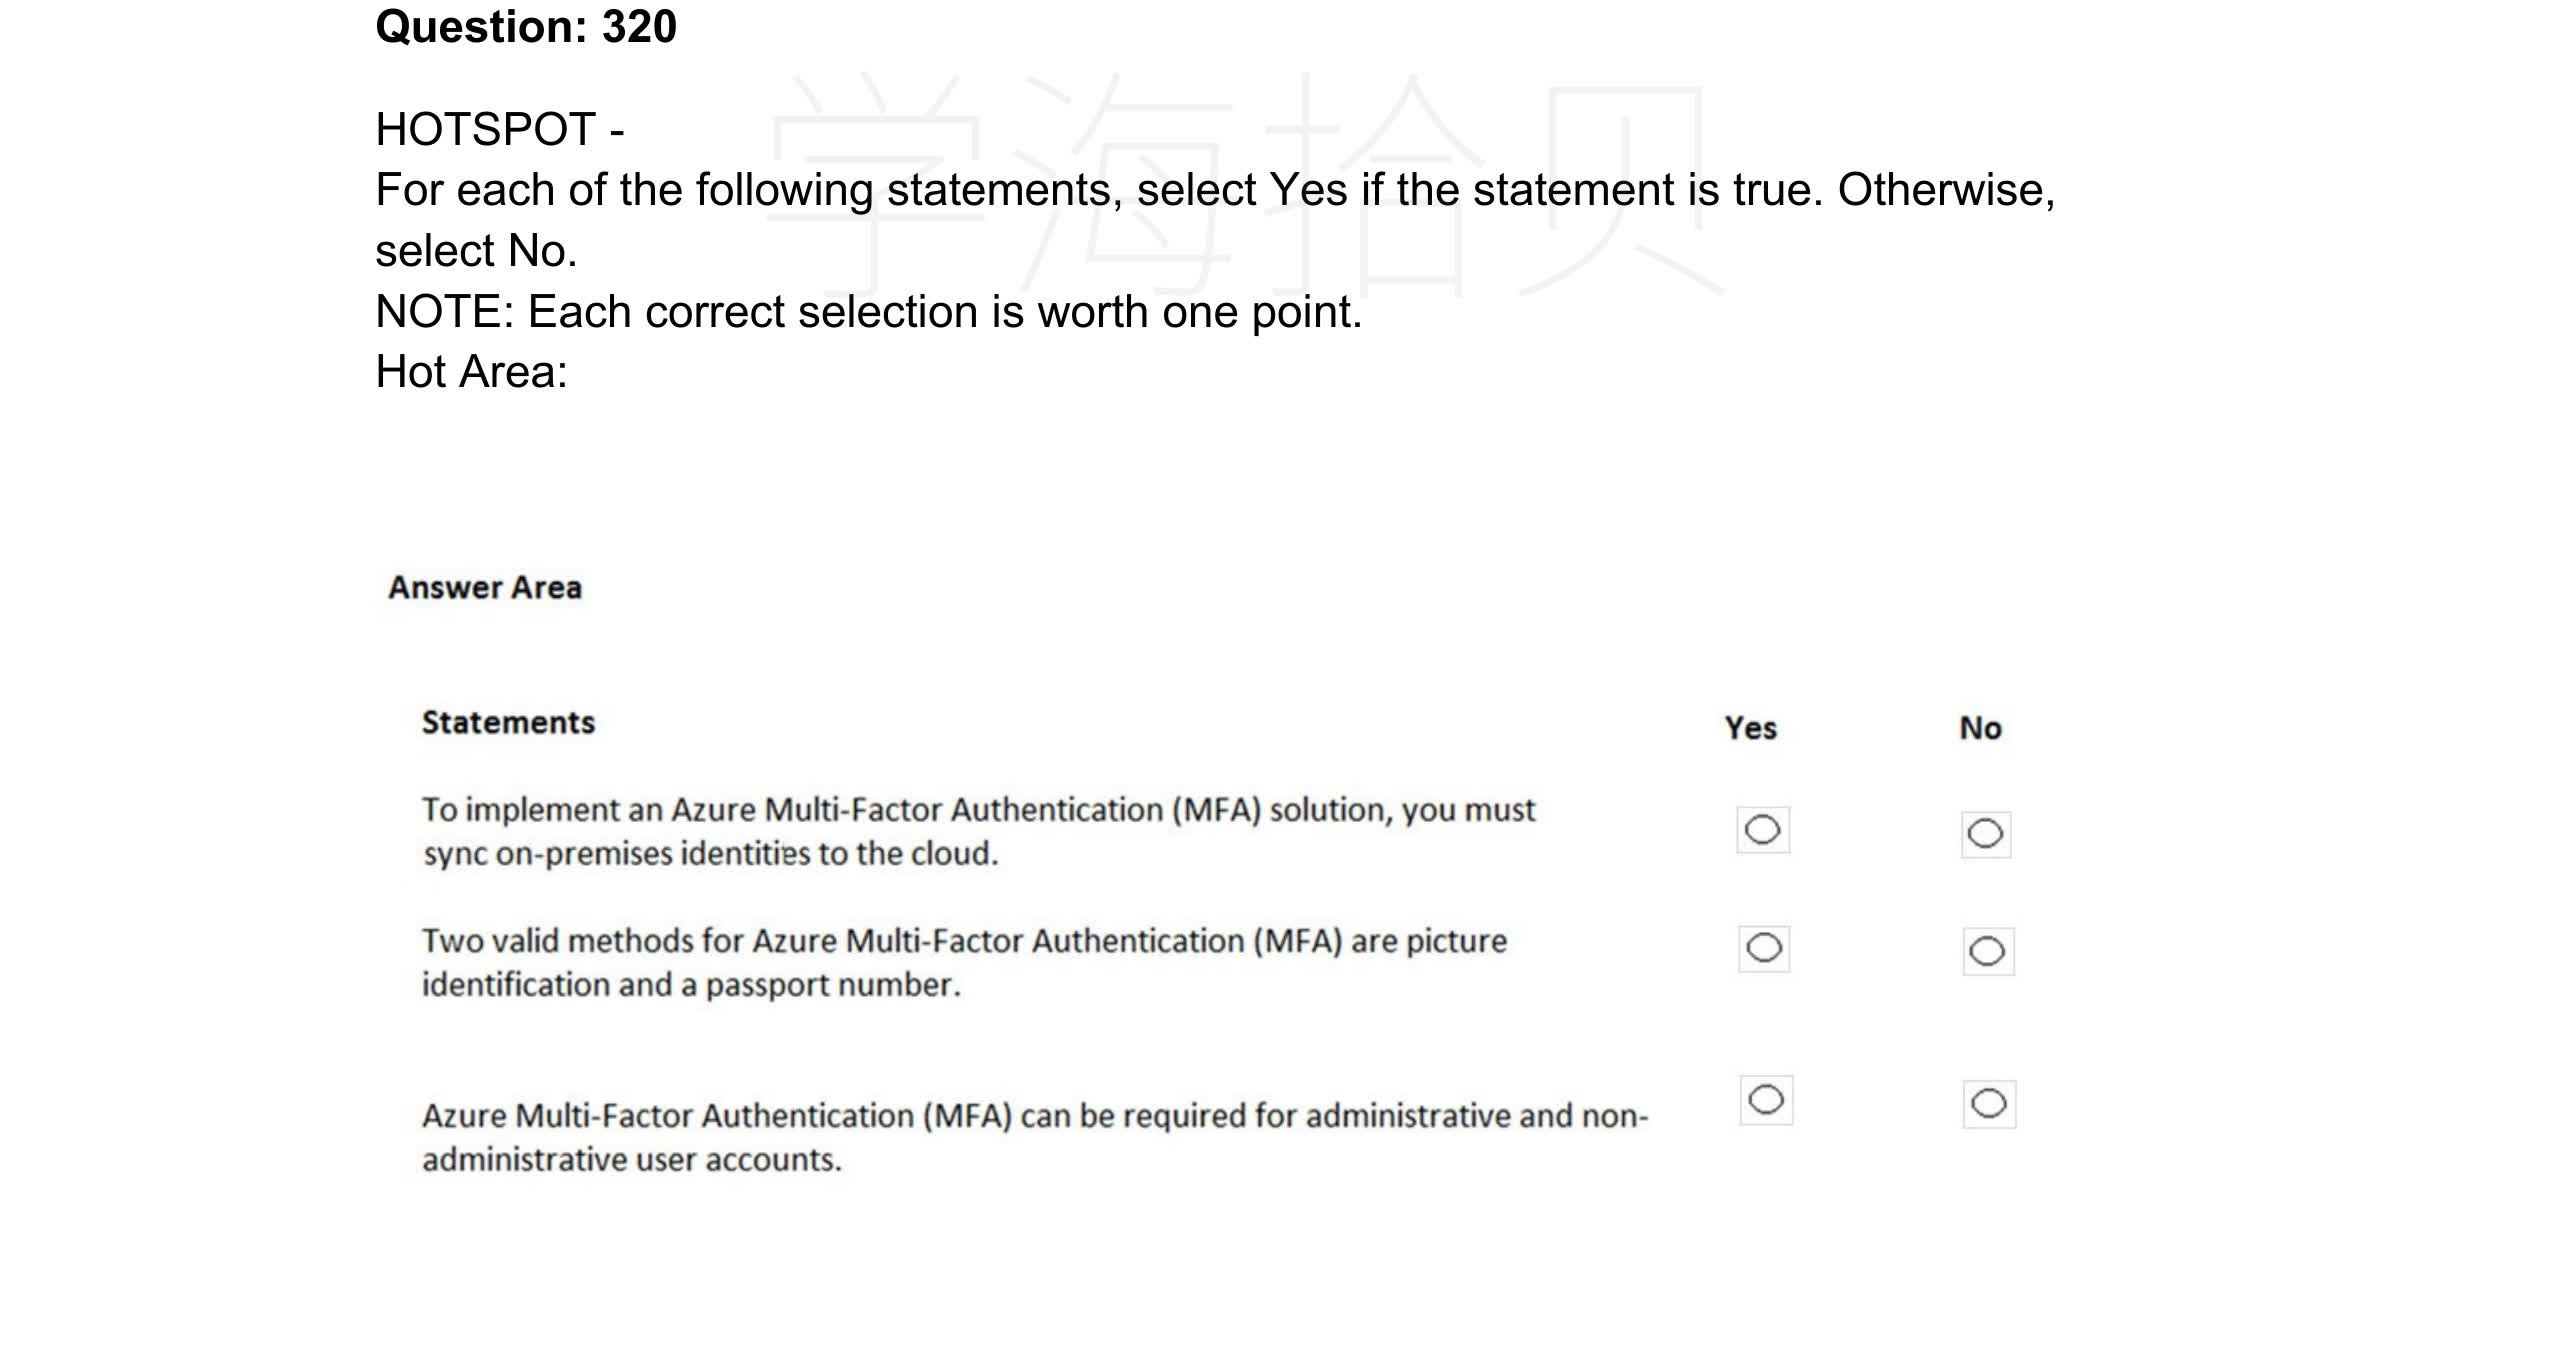 Question: 320
学海拾贝
HOTSPOT -
For each of the following statements, select Yes if the statement is true. Otherwise,
select No.
NOTE: Each correct selection is worth one point.
Hot Area:
Answer Area
Statements Yes No
To implement an Azure Multi-Factor Authentication (MFA) solution, you must
sync on-premises identities to the cloud.
Two valid methods for Azure Multi-Factor Authentication (MFA) are picture
identification and a passport number.
Azure Multi-Factor Authentication (MFA) can be required for administrative and non-
administrative user accounts.